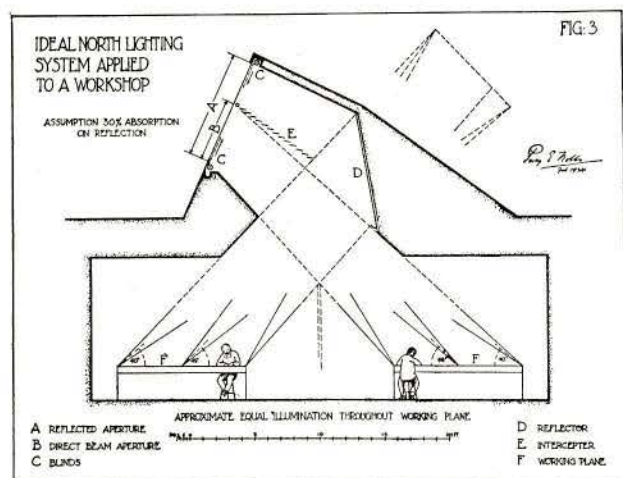 IDEAL NORTH LIGHTING
SYSTEM APPLIED
TO A WORKSHOP
FIG: 3
ASSUMPTION 30% ABSORPTION
ON REFLECTION
C
A
B
E
C
D
F
F
APPROXIMATE EQUAL ILLUMINATION THROUGHOUT WORKING PLANE
A REFLECTED APERTURE
B DIRECT BEAM APERTURE
C BLINDS
D REFLECTOR
E INTERCEPTER
F WORKING PLANE